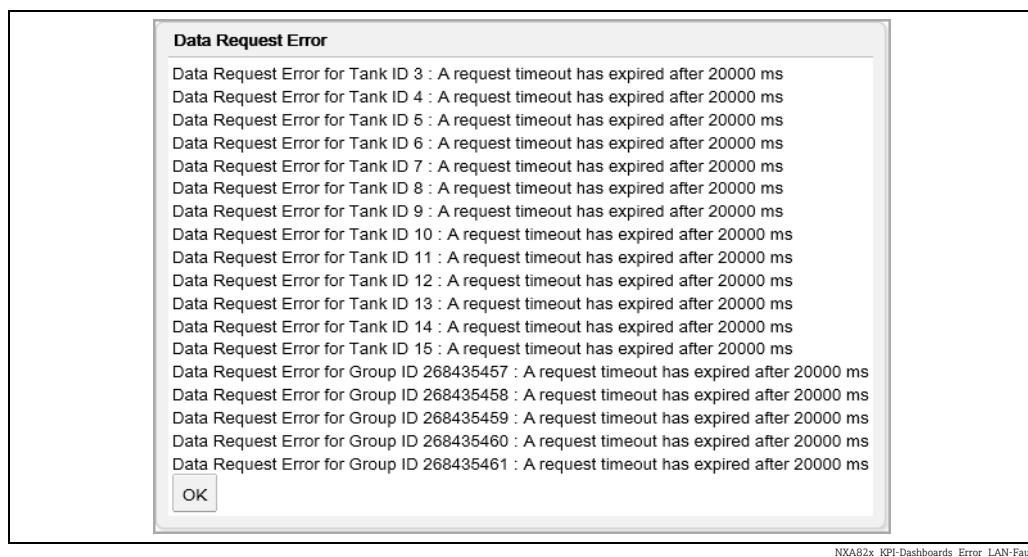 Data Request Error
Data Request Error for Tank ID 3 : A request timeout has expired after 20000 ms
Data Request Error for Tank ID 4 : A request timeout has expired after 20000 ms
Data Request Error for Tank ID 5 : A request timeout has expired after 20000 ms
Data Request Error for Tank ID 6 : A request timeout has expired after 20000 ms
Data Request Error for Tank ID 7 : A request timeout has expired after 20000 ms
Data Request Error for Tank ID 8 : A request timeout has expired after 20000 ms
Data Request Error for Tank ID 9 : A request timeout has expired after 20000 ms
Data Request Error for Tank ID 10 : A request timeout has expired after 20000 ms
Data Request Error for Tank ID 11 : A request timeout has expired after 20000 ms
Data Request Error for Tank ID 12 : A request timeout has expired after 20000 ms
Data Request Error for Tank ID 13 : A request timeout has expired after 20000 ms
Data Request Error for Tank ID 14 : A request timeout has expired after 20000 ms
Data Request Error for Tank ID 15 : A request timeout has expired after 20000 ms
Data Request Error for Group ID 268435457 : A request timeout has expired after 20000 ms
Data Request Error for Group ID 268435458 : A request timeout has expired after 20000 ms
Data Request Error for Group ID 268435459 : A request timeout has expired after 20000 ms
Data Request Error for Group ID 268435460 : A request timeout has expired after 20000 ms
Data Request Error for Group ID 268435461 : A request timeout has expired after 20000 ms
OK
NXA82x_KPI-Dashboards_Error_LAN-Fau